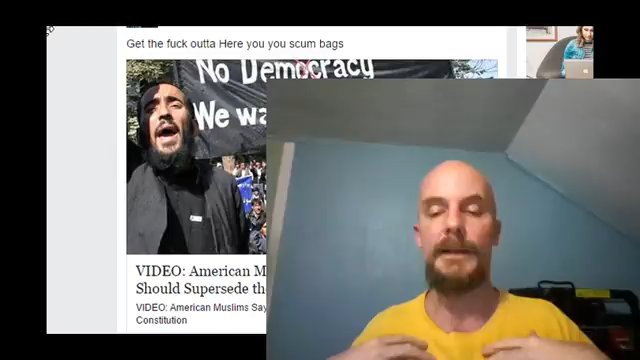 Get the fuck outta Here you you scum bags
No Democracy
We wa
VIDEO: American M
Should Supersede th
VIDEO: American Muslims Say
Constitution